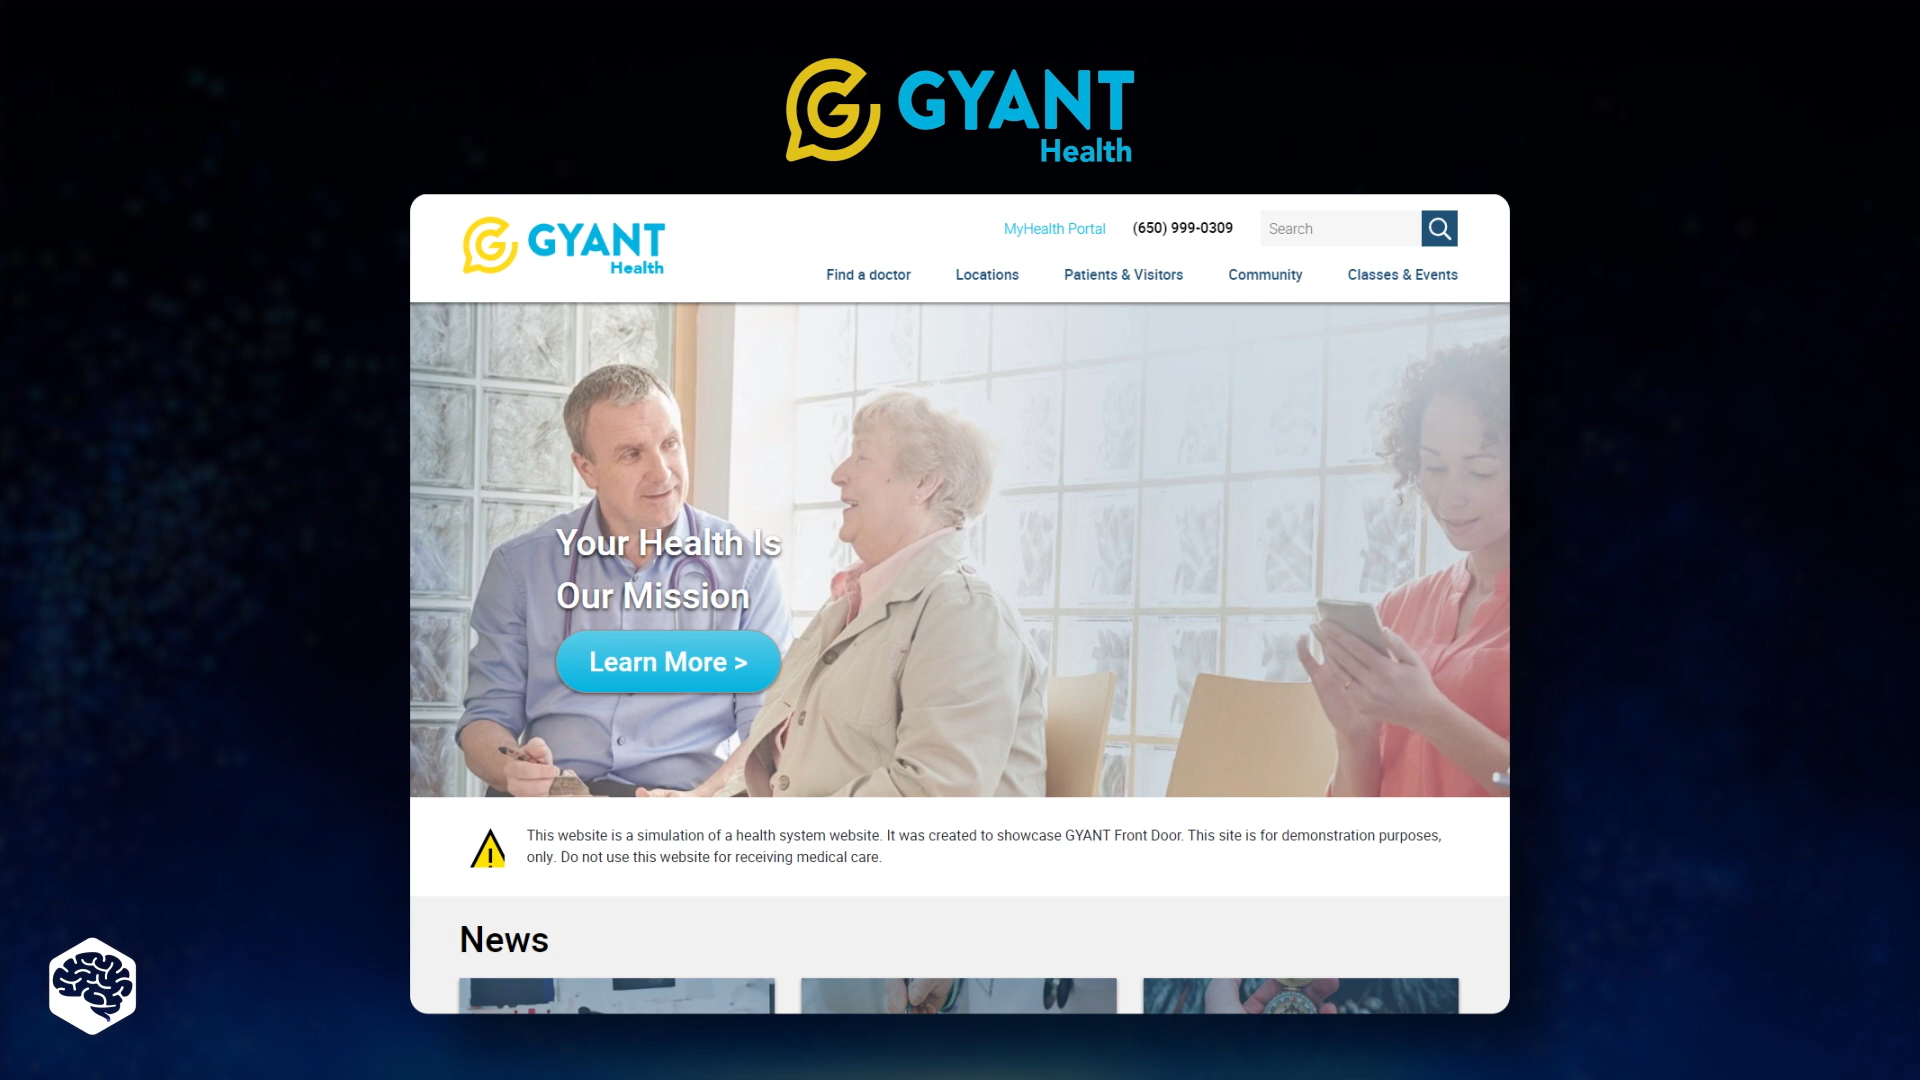 GYANT
Health
GYANT
Health
MyHealth Portal (650) 999-0309 Search
Find a doctor Locations Patients & Visitors Community Classes & Events
Your Health Is
Our Mission
Learn More >
This website is a simulation of a health system website. It was created to showcase GYANT Front Door. This site is for demonstration purposes,
only. Do not use this website for receiving medical care.
News